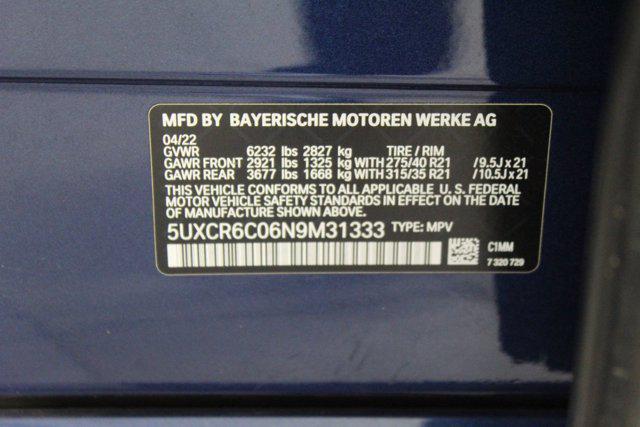 MFD BY BAYERISCHE MOTOREN WERKE AG
04/22
GVWR 6232 lbs 2827 kg TIRE / RIM
GAWR FRONT 2921 lbs 1325 kg WITH 275/40 R21 / 9.5J x 21
GAWR REAR 3677 lbs 1668 kg WITH 315/35 R21 / 10.5J x 21
THIS VEHICLE CONFORMS TO ALL APPLICABLE U. S. FEDERAL
MOTOR VEHICLE SAFETY STANDARDS IN EFFECT ON THE DATE
OF MANUFACTURE SHOWN ABOVE.
5UXCR6C06N9M31333 TYPE: MPV
C1MM
7 320 729